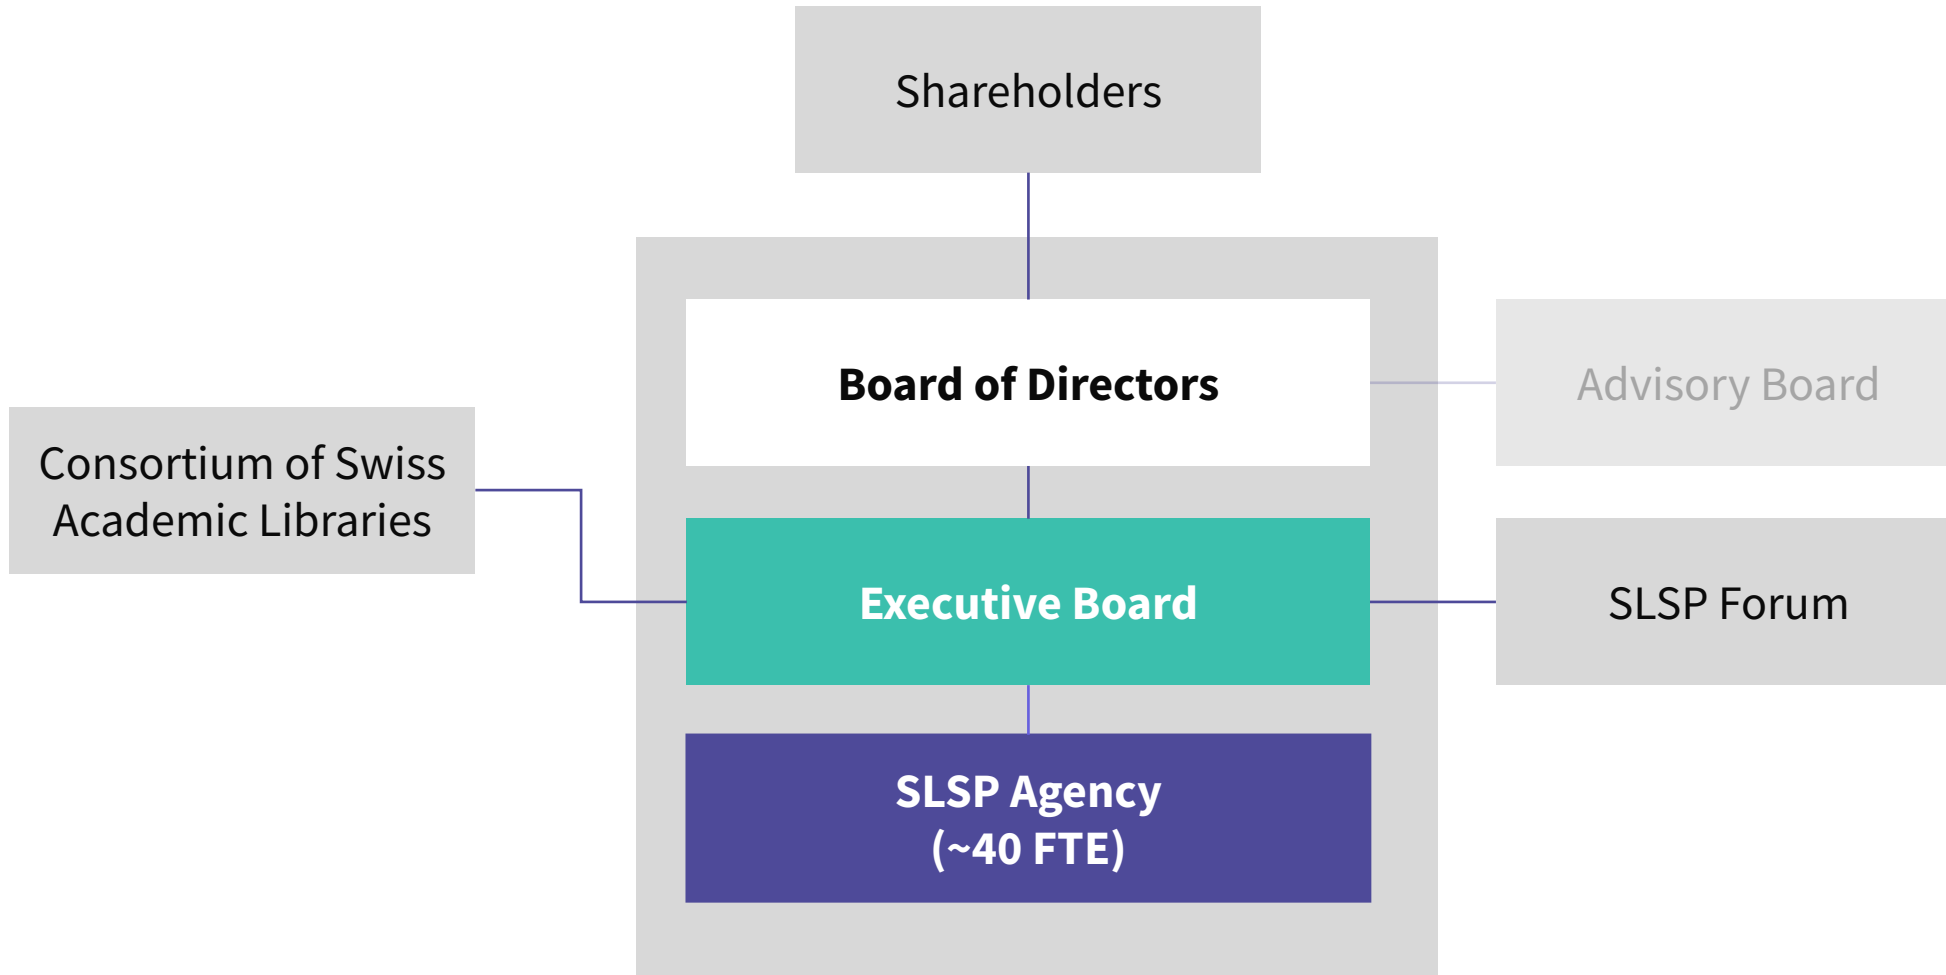 Shareholders
Board of Directors
Advisory Board
Consortium of Swiss
Academic Libraries
Executive Board
SLSP Forum
SLSP Agency
(~40 FTE)